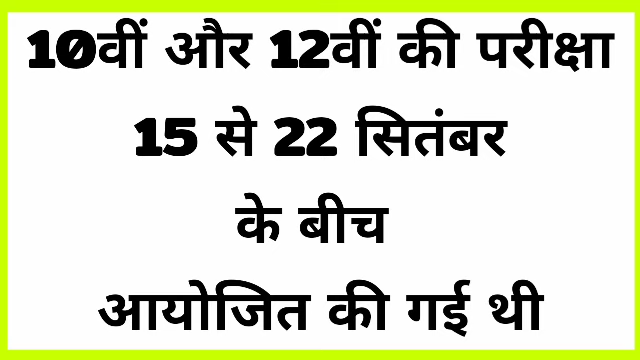 10वीं और 12वीं की परीक्षा
15 से 22 सितंबर
के बीच
आयोजित की गई थी